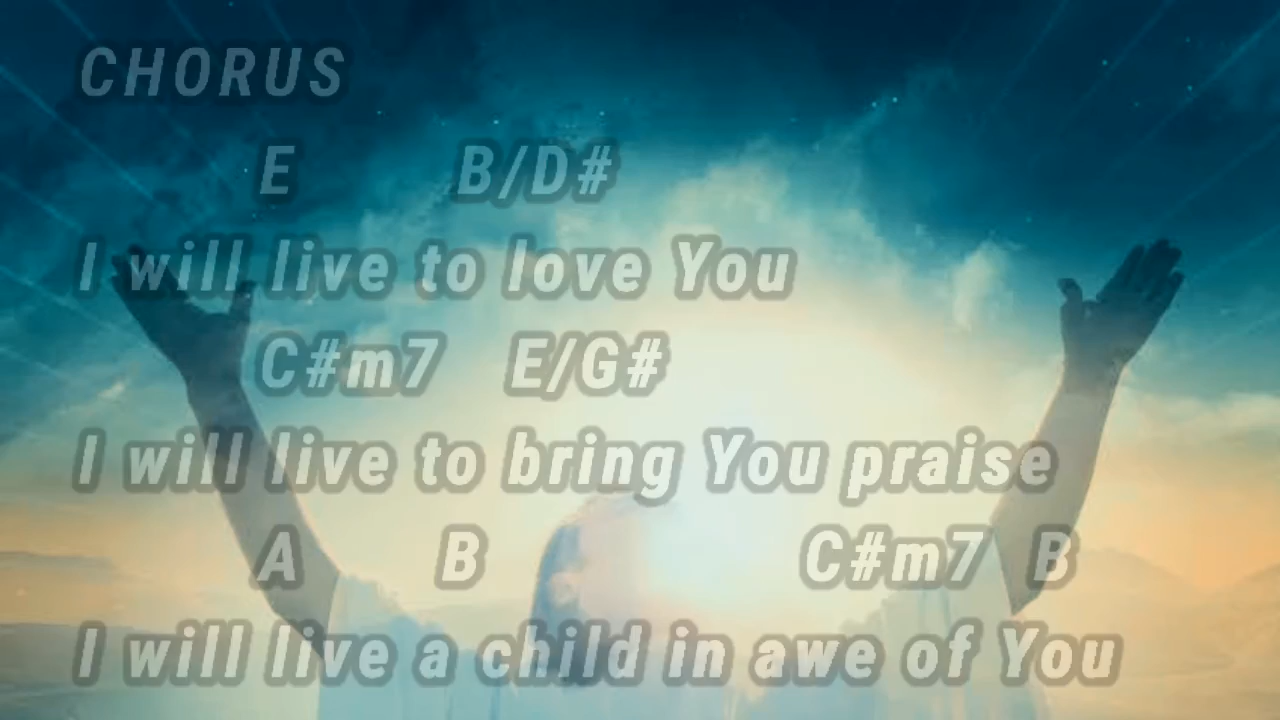 CHORUS
E B/D#
I will live to love You
C#m7 E/G#
I will live to bring You praise
A B C#m7 B
I will live a child in awe of You